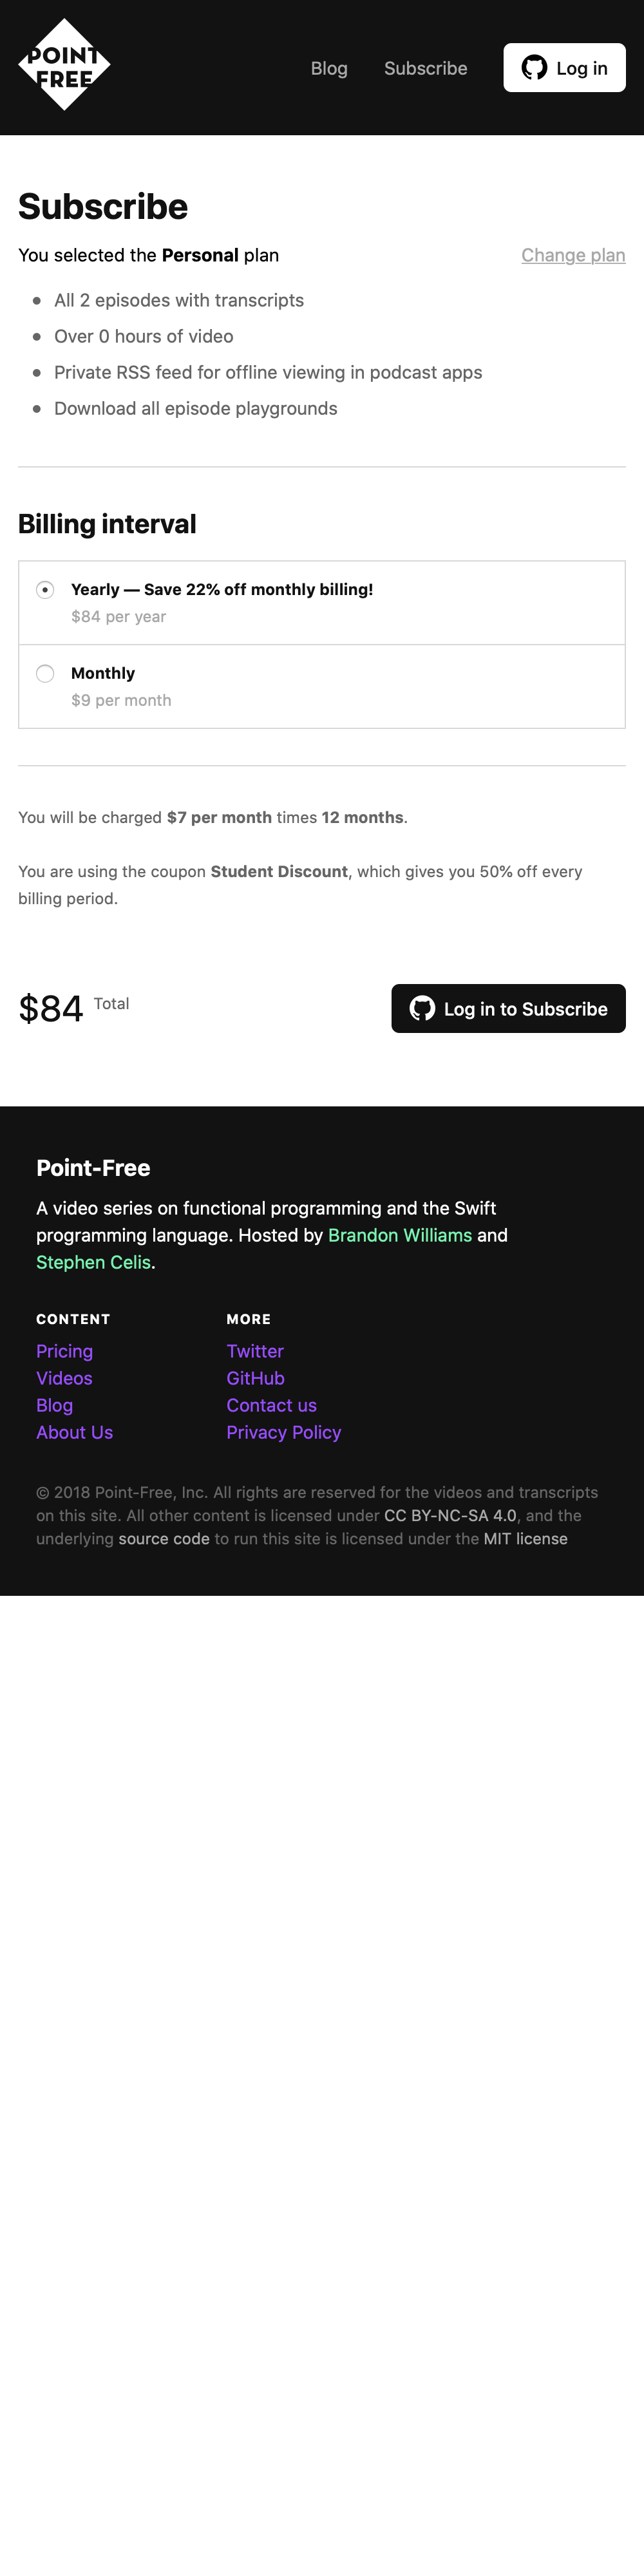 POINT
FREE
Blog
Subscribe
Log in
Subscribe
You selected the Personal plan
Change plan
All 2 episodes with transcripts
Over 0 hours of video
Private RSS feed for offline viewing in podcast apps
Download all episode playgrounds
Billing interval
Yearly — Save 22% off monthly billing!
$84 per year
Monthly
$9 per month
You will be charged $7 per month times 12 months.
You are using the coupon Student Discount, which gives you 50% off every
billing period.
$84 Total
Log in to Subscribe
Point-Free
A video series on functional programming and the Swift
programming language. Hosted by Brandon Williams and
Stephen Celis.
CONTENT
Pricing
Videos
Blog
About Us
MORE
Twitter
GitHub
Contact us
Privacy Policy
© 2018 Point-Free, Inc. All rights are reserved for the videos and transcripts
on this site. All other content is licensed under CC BY-NC-SA 4.0, and the
underlying source code to run this site is licensed under the MIT license